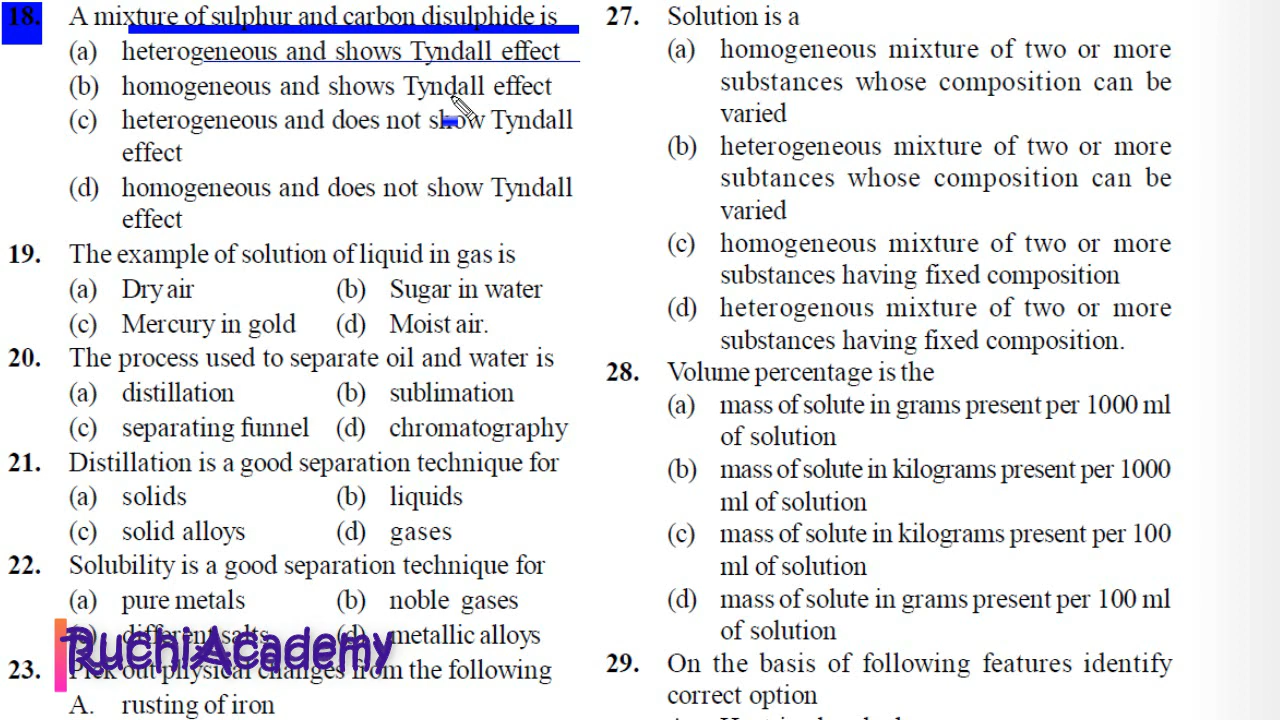 18. A mixture of sulphur and carbon disulphide is
(a) heterogeneous and shows Tyndall effect
(b) homogeneous and shows Tyndall effect
(c) heterogeneous and does not show Tyndall
effect
(d) homogeneous and does not show Tyndall
effect
19. The example of solution of liquid in gas is
(a) Dry air (b) Sugar in water
(c) Mercury in gold (d) Moist air.
20. The process used to separate oil and water is
(a) distillation (b) sublimation
(c) separating funnel (d) chromatography
21. Distillation is a good separation technique for
(a) solids (b) liquids
(c) solid alloys (d) gases
22. Solubility is a good separation technique for
(a) pure metals (b) noble gases
(c) different salts (d) metallic alloys
RuchiAcademy
23. Pick out physical changes from the following
A. rusting of iron
27. Solution is a
(a) homogeneous mixture of two or more
substances whose composition can be
varied
(b) heterogeneous mixture of two or more
subtances whose composition can be
varied
(c) homogeneous mixture of two or more
substances having fixed composition
(d) heterogenous mixture of two or more
substances having fixed composition.
28. Volume percentage is the
(a) mass of solute in grams present per 1000 ml
of solution
(b) mass of solute in kilograms present per 1000
ml of solution
(c) mass of solute in kilograms present per 100
ml of solution
(d) mass of solute in grams present per 100 ml
of solution
29. On the basis of following features identify
correct option